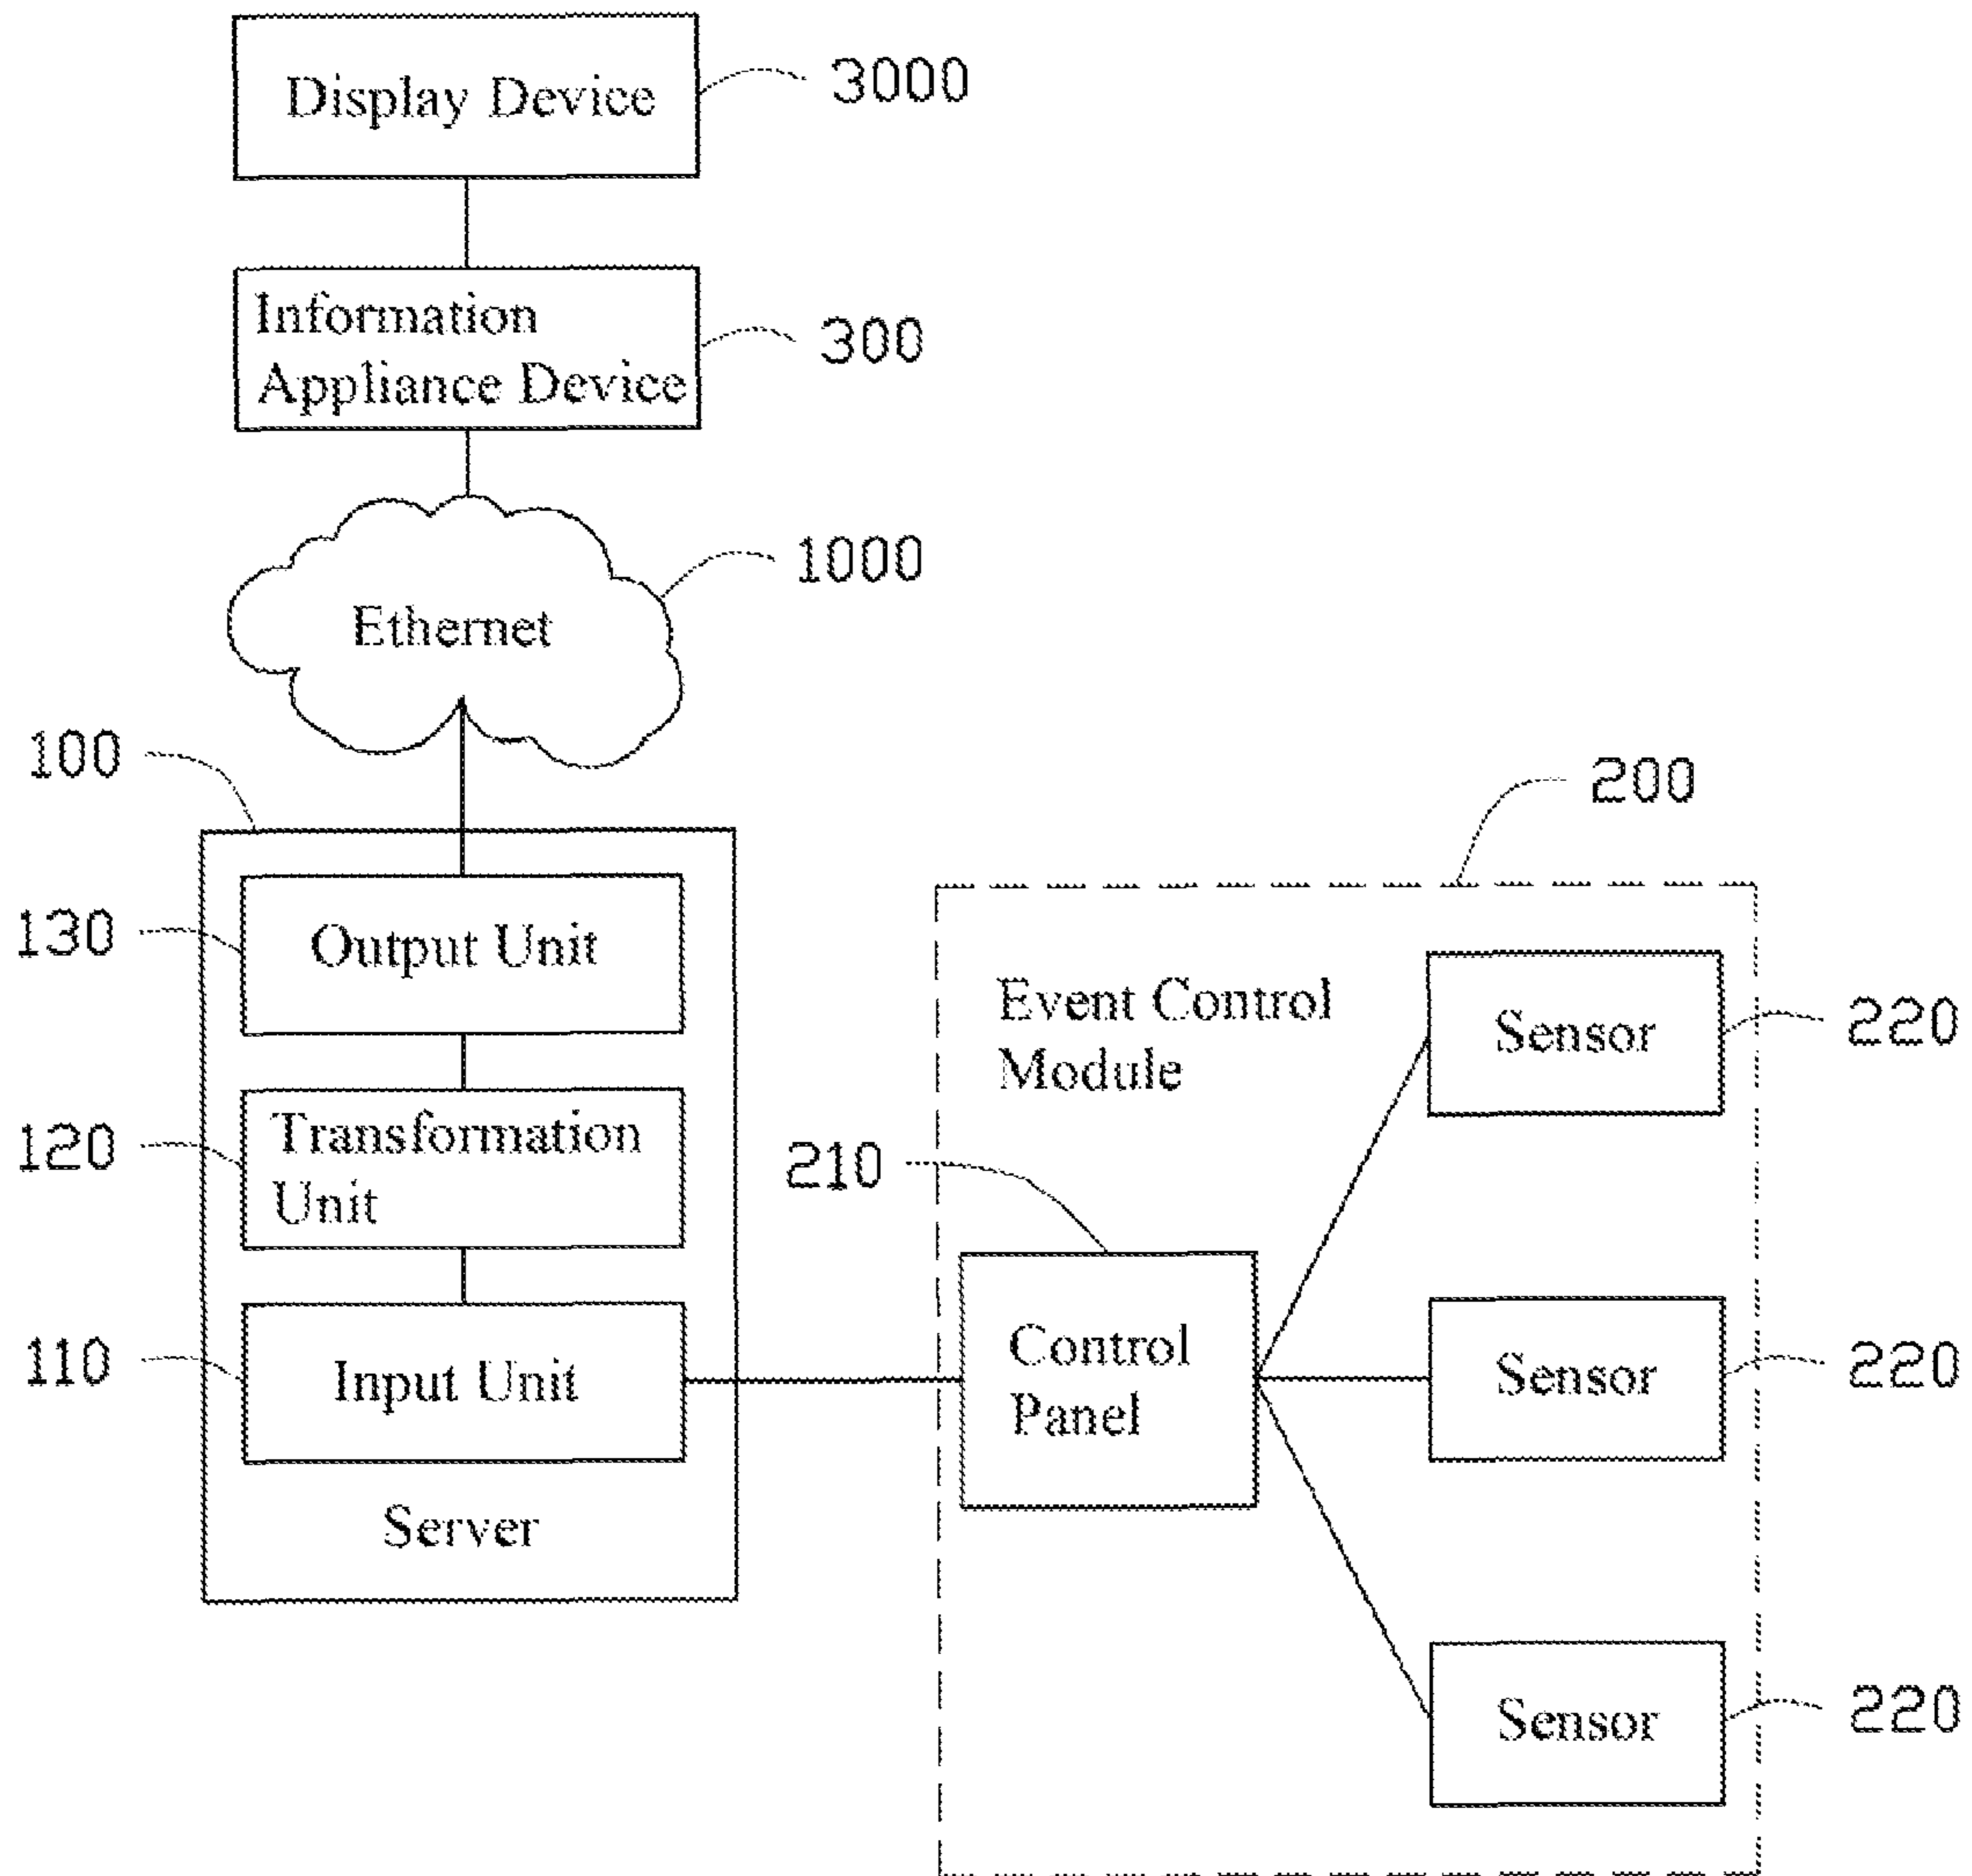 Display Device
3000
Information
Appliance Device
300
1000
Ethernet
100
200
130
Output Unit
Event Control
Module
Sensor
220
120
Transformation
Unit
210
110
Input Unit
Control
Panel
Sensor
220
Server
Sensor
220